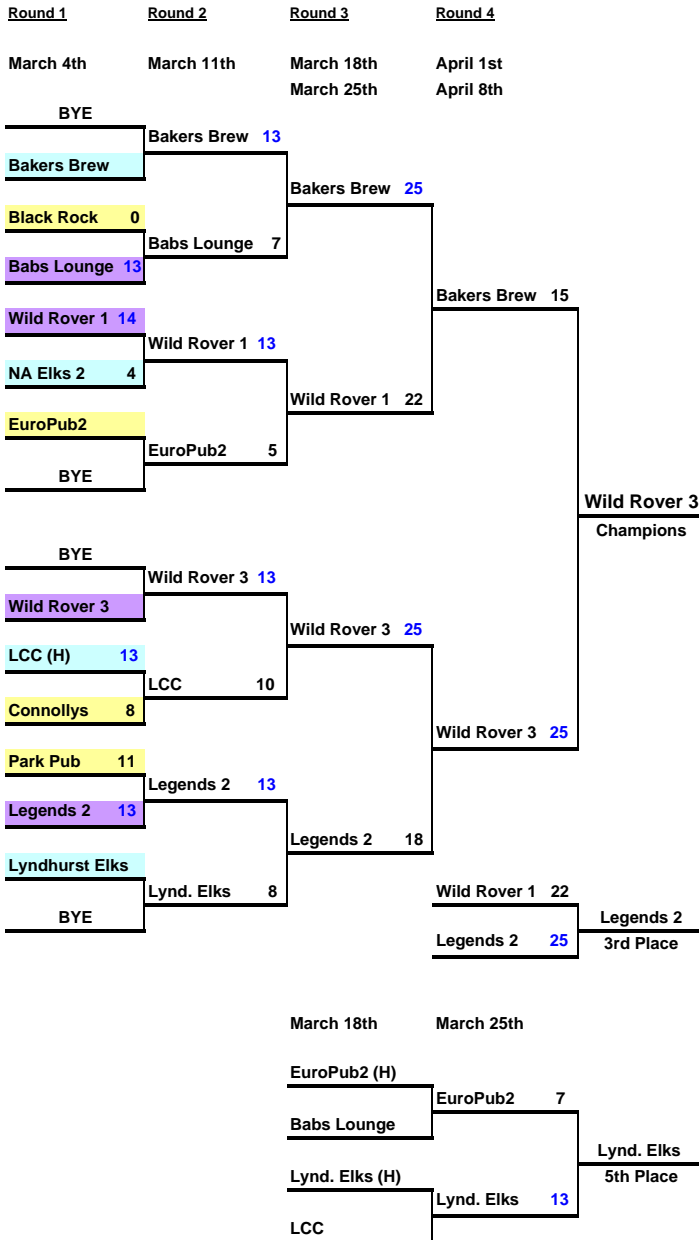 Round 1 Round 2 Round 3 Round 4
March 4th March 11th March 18th April 1st
March 25th April 8th
BYE
Bakers Brew 13
Bakers Brew
Bakers Brew 25
Black Rock 0
Babs Lounge 7
Babs Lounge 13
Bakers Brew 15
Wild Rover 1 14
Wild Rover 1 13
NA Elks 2 4
Wild Rover 1 22
EuroPub2
EuroPub2 5
BYE
Wild Rover 3
Champions
BYE
Wild Rover 3 13
Wild Rover 3
Wild Rover 3 25
LCC (H) 13
LCC 10
Connollys 8
Wild Rover 3 25
Park Pub 11
Legends 2 13
Legends 2 13
Legends 2 18
Lyndhurst Elks
Lynd. Elks 8
Wild Rover 1 22
BYE
Legends 2
Legends 2 25
3rd Place
March 18th March 25th
EuroPub2 (H)
EuroPub2 7
Babs Lounge
Lynd. Elks
5th Place
Lynd. Elks (H)
Lynd. Elks 13
LCC